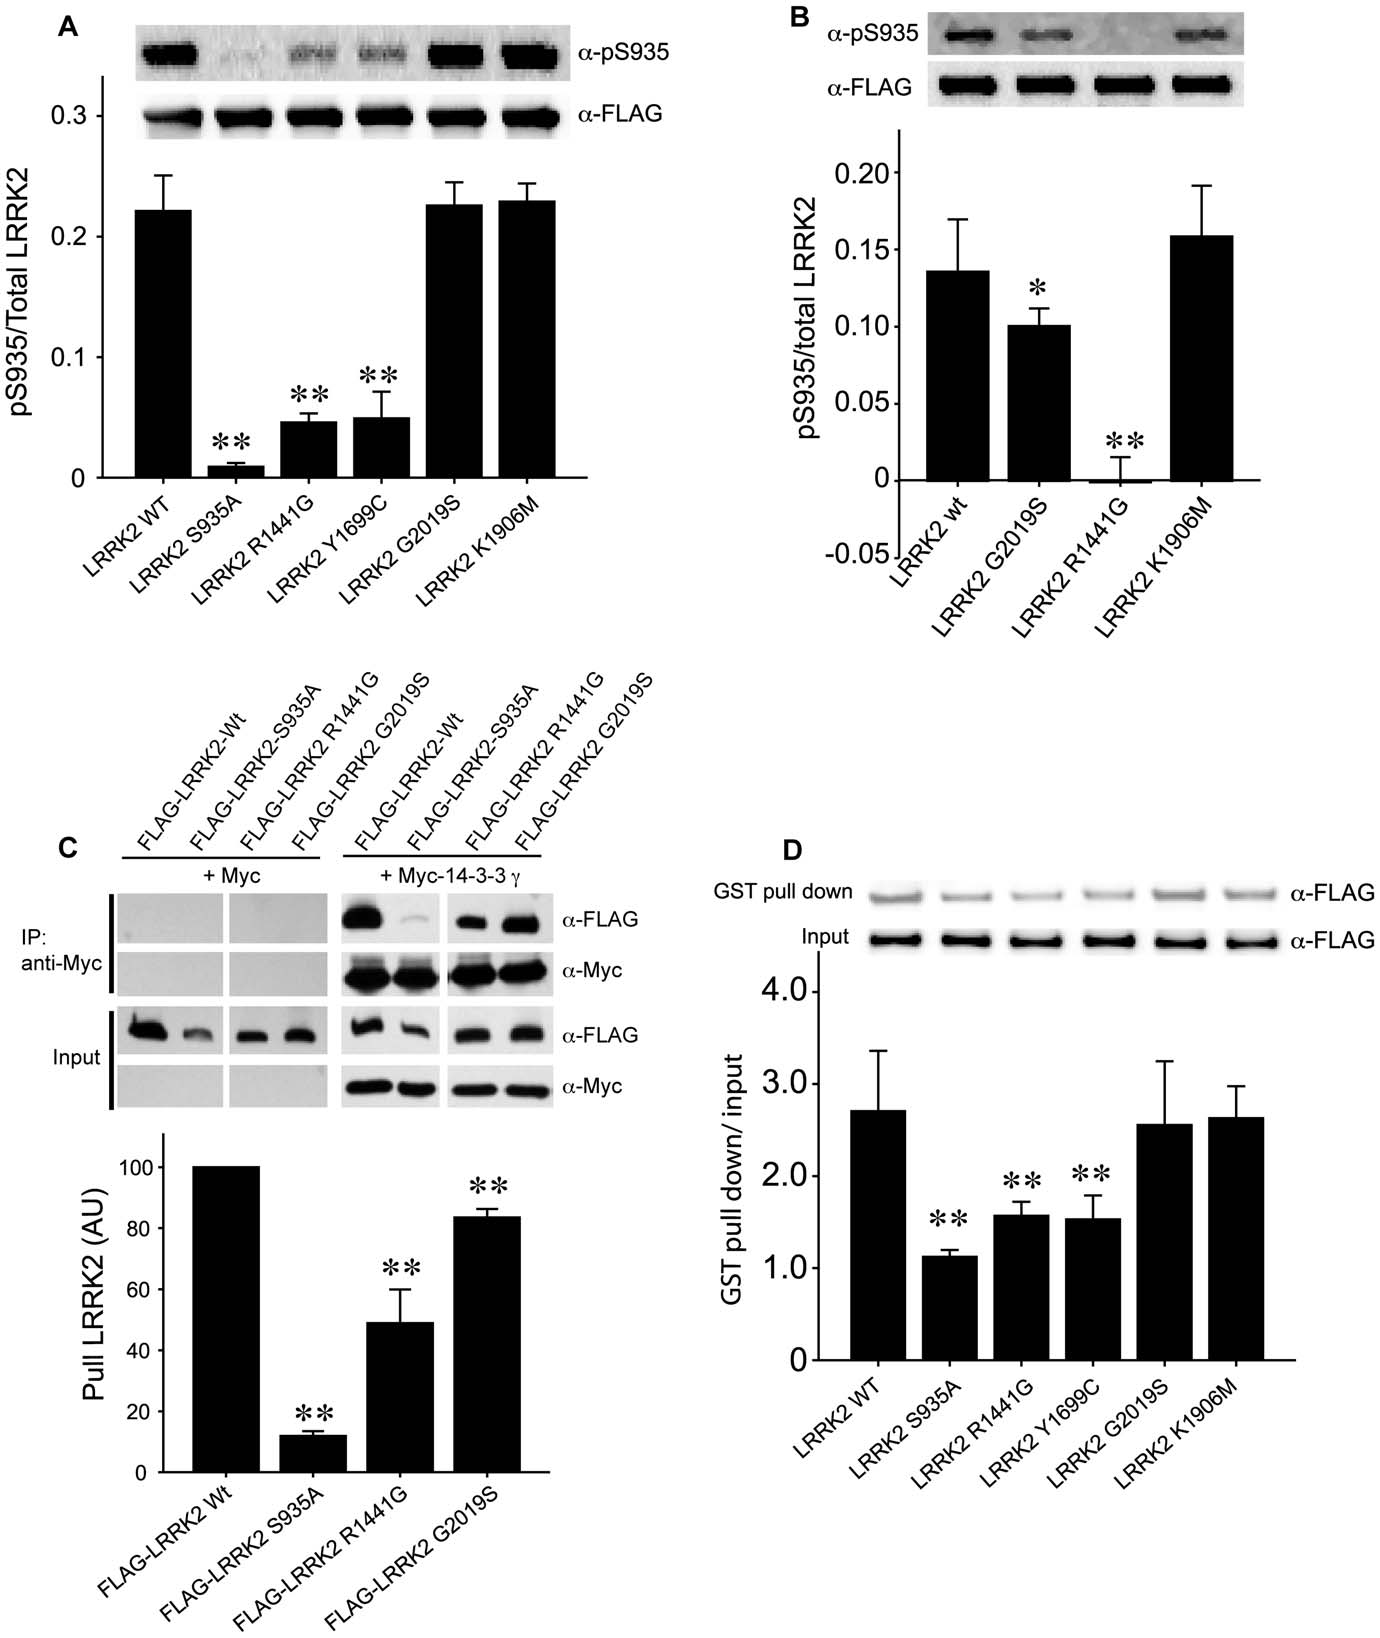 A
α-pS935
α-FLAG
pS935/Total LRRK2
0.3
0.2
0.1
0
**
**
**
LRRK2 WT
LRRK2 S935A
LRRK2 R1441G
LRRK2 Y1699C
LRRK2 G2019S
LRRK2 K1906M
B
α-pS935
α-FLAG
pS935/total LRRK2
0.20
0.15
0.10
0.05
0
-0.05
*
**
LRRK2 wt
LRRK2 G2019S
LRRK2 R1441G
LRRK2 K1906M
C
FLAG-LRRK2-Wt
FLAG-LRRK2-S935A
FLAG-LRRK2 R1441G
FLAG-LRRK2 G2019S
FLAG-LRRK2-Wt
FLAG-LRRK2-S935A
FLAG-LRRK2 R1441G
FLAG-LRRK2 G2019S
+ Myc
+ Myc-14-3-3 γ
IP:
anti-Myc
α-FLAG
α-Myc
Input
α-FLAG
α-Myc
Pull LRRK2 (AU)
100
80
60
40
20
0
**
**
**
FLAG-LRRK2 Wt
FLAG-LRRK2 S935A
FLAG-LRRK2 R1441G
FLAG-LRRK2 G2019S
D
GST pull down
α-FLAG
Input
α-FLAG
GST pull down/ input
4.0
3.0
2.0
1.0
0
**
**
**
LRRK2 WT
LRRK2 S935A
LRRK2 R1441G
LRRK2 Y1699C
LRRK2 G2019S
LRRK2 K1906M